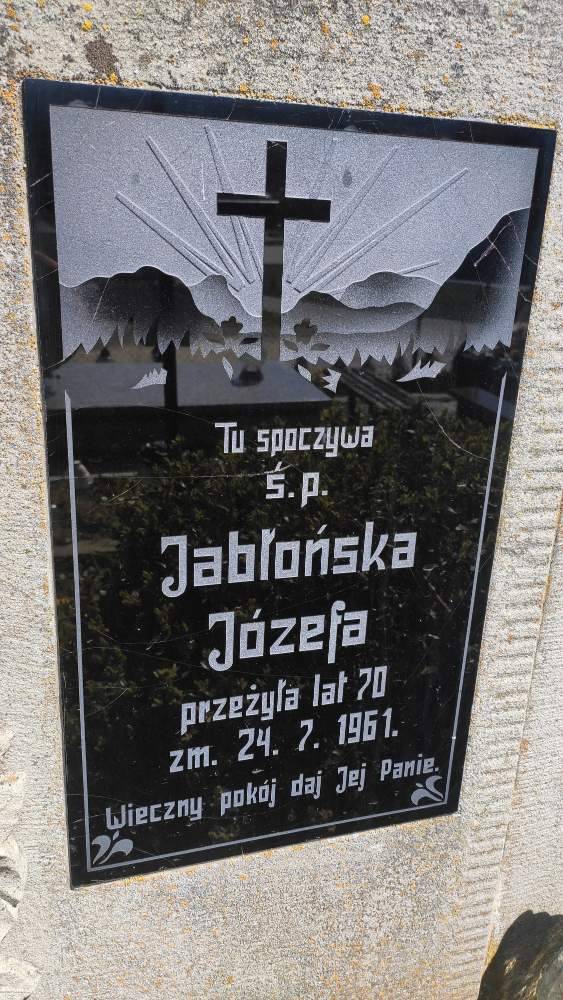 Tu spoczywa
ś.p.
Jabłońska
Józefa
przeżyła lat 70
zm. 24. 7. 1961.
Wieczny pokój daj Jej Panie.